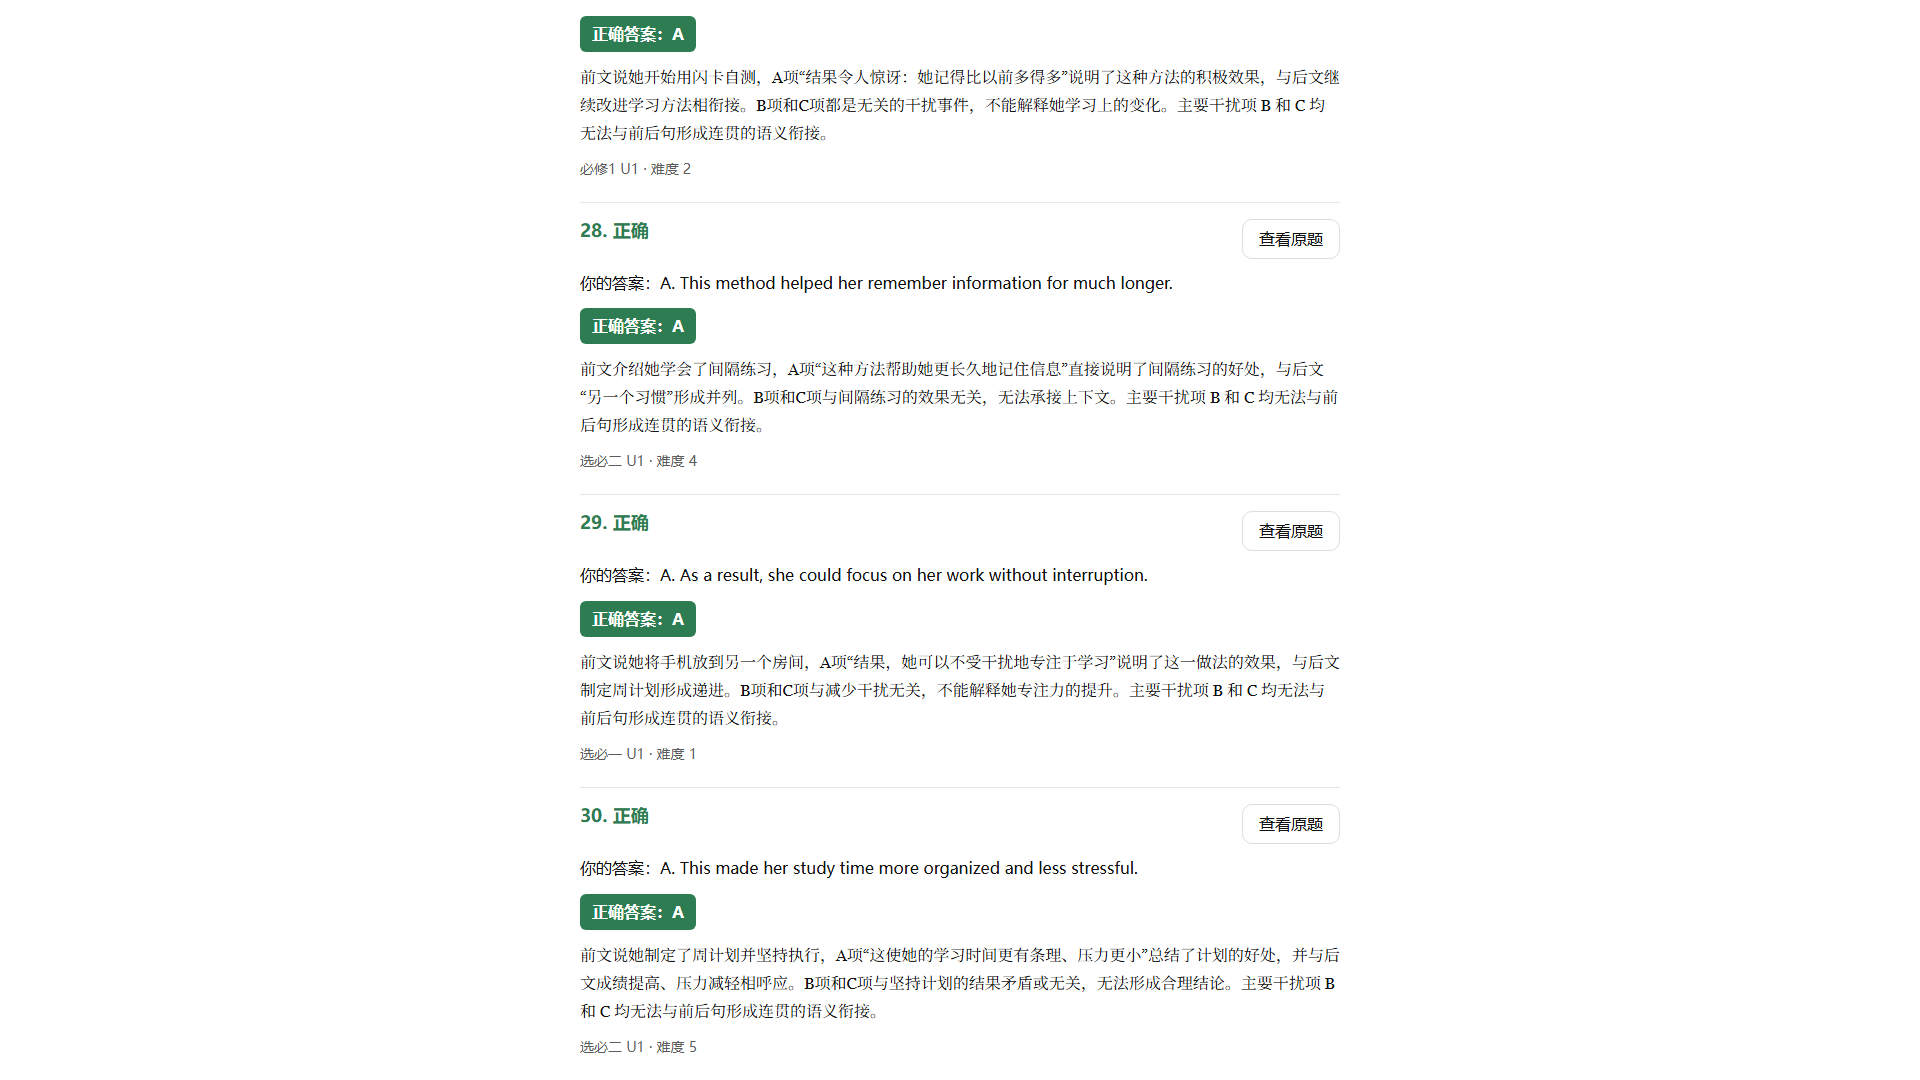 正确答案：A
前文说她开始用闪卡自测，A项“结果令人惊讶：她记得比以前多得多”说明了这种方法的积极效果，与后文继
续改进学习方法相衔接。B项和C项都是无关的干扰事件，不能解释她学习上的变化。主要干扰项 B 和 C 均
无法与前后句形成连贯的语义衔接。
必修1 U1 · 难度 2
28. 正确
查看原题
你的答案：A. This method helped her remember information for much longer.
正确答案：A
前文介绍她学会了间隔练习，A项“这种方法帮助她更长久地记住信息”直接说明了间隔练习的好处，与后文
“另一个习惯”形成并列。B项和C项与间隔练习的效果无关，无法承接上下文。主要干扰项 B 和 C 均无法与前
后句形成连贯的语义衔接。
选必二 U1 · 难度 4
29. 正确
查看原题
你的答案：A. As a result, she could focus on her work without interruption.
正确答案：A
前文说她将手机放到另一个房间，A项“结果，她可以不受干扰地专注于学习”说明了这一做法的效果，与后文
制定周计划形成递进。B项和C项与减少干扰无关，不能解释她专注力的提升。主要干扰项 B 和 C 均无法与
前后句形成连贯的语义衔接。
选必一 U1 · 难度 1
30. 正确
查看原题
你的答案：A. This made her study time more organized and less stressful.
正确答案：A
前文说她制定了周计划并坚持执行，A项“这使她的学习时间更有条理、压力更小”总结了计划的好处，并与后
文成绩提高、压力减轻相呼应。B项和C项与坚持计划的结果矛盾或无关，无法形成合理结论。主要干扰项 B
和 C 均无法与前后句形成连贯的语义衔接。
选必二 U1 · 难度 5